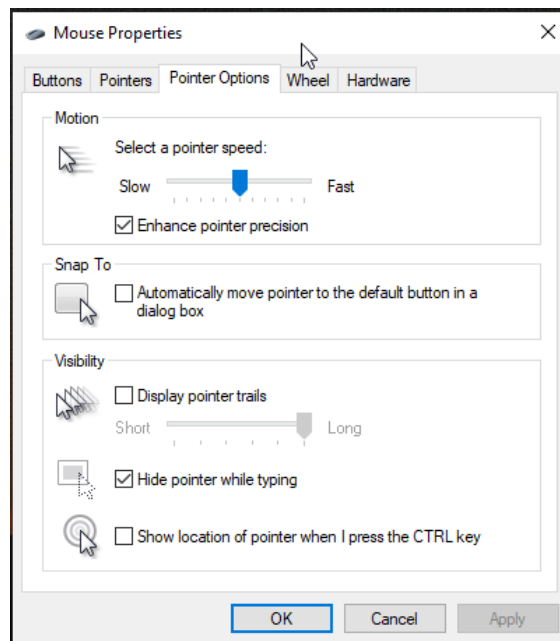 Mouse Properties
Buttons Pointers Pointer Options Wheel Hardware
Motion
Select a pointer speed:
Slow Fast
Enhance pointer precision
Snap To
Automatically move pointer to the default button in a
dialog box
Visibility
Display pointer trails
Short Long
Hide pointer while typing
Show location of pointer when I press the CTRL key
OK Cancel Apply